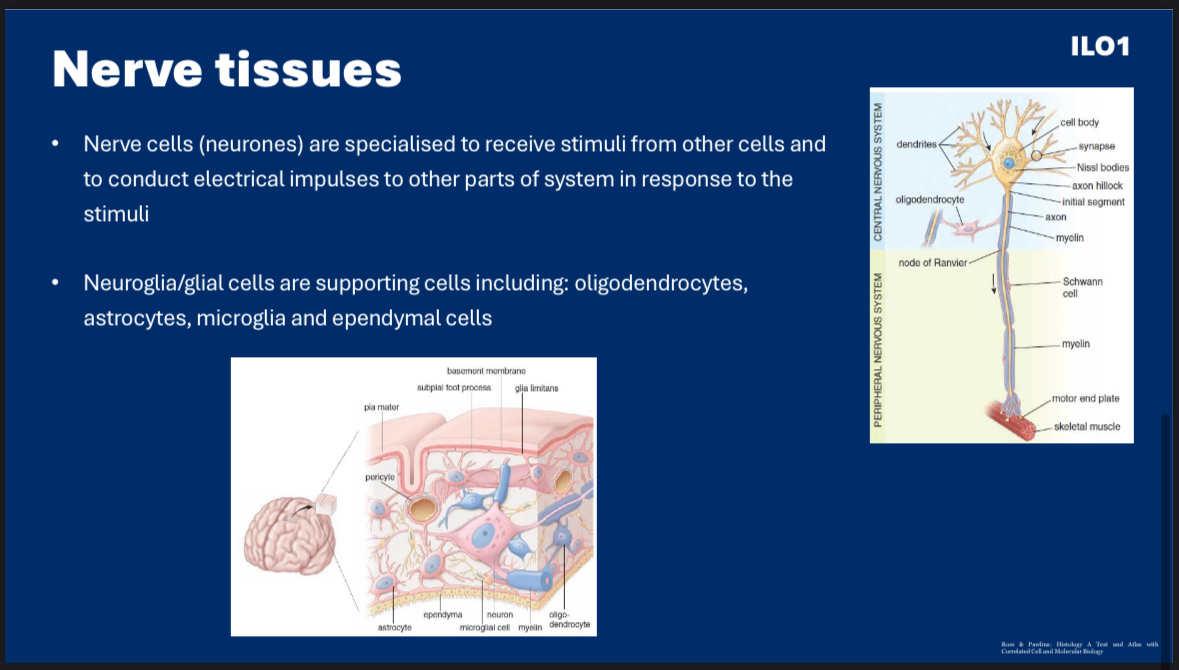 ILO1
Nerve tissues
• Nerve cells (neurones) are specialised to receive stimuli from other cells and
to conduct electrical impulses to other parts of system in response to the
stimuli
• Neuroglia/glial cells are supporting cells including: oligodendrocytes,
astrocytes, microglia and ependymal cells
basement membrane
subpial foot process
glia limitans
pia mater
pericyte
ependyma
neuron
oligo-
dendrocyte
astrocyte
microglial cell
myelin
CENTRAL NERVOUS SYSTEM
PERIPHERAL NERVOUS SYSTEM
cell body
dendrites
synapse
Nissl bodies
axon hillock
oligodendrocyte
initial segment
axon
myelin
node of Ranvier
Schwann
cell
myelin
motor end plate
skeletal muscle
Ross & Pawlina: Histology A Text and Atlas with
Correlated Cell and Molecular Biology